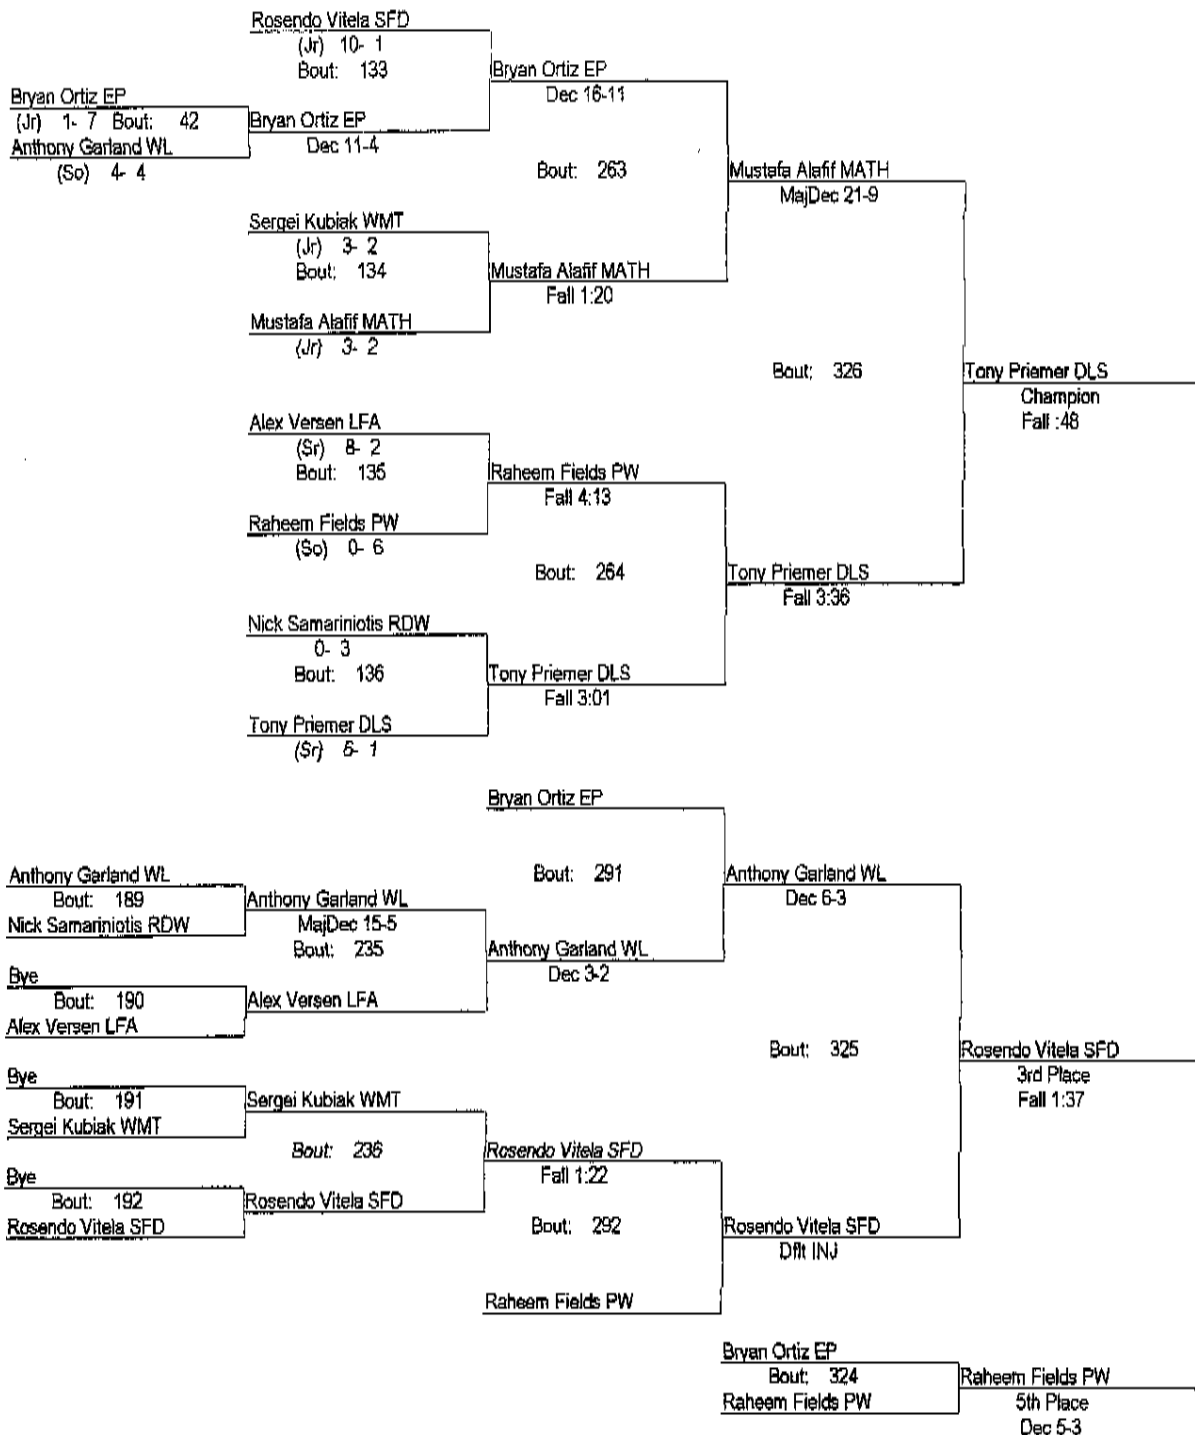 Rosendo Vitela SFD
(Jr) 10- 1
Bout: 133
Bryan Ortiz EP
Dec 16-11
Bryan Ortiz EP
(Jr) 1- 7 Bout: 42
Anthony Garland WL
(So) 4- 4
Bryan Ortiz EP
Dec 11-4
Bout: 263
Mustafa Alafif MATH
MajDec 21-9
Sergei Kubiak WMT
(Jr) 3- 2
Bout: 134
Mustafa Alafif MATH
Fall 1:20
Mustafa Alafif MATH
(Jr) 3- 2
Bout: 326
Tony Priemer DLS
Champion
Fall :48
Alex Versen LFA
(Sr) 8- 2
Bout: 135
Raheem Fields PW
Fall 4:13
Raheem Fields PW
(So) 0- 6
Bout: 264
Tony Priemer DLS
Fall 3:36
Nick Samariniotis RDW
0- 3
Bout: 136
Tony Priemer DLS
Fall 3:01
Tony Priemer DLS
(Sr) 1
Bryan Ortiz EP
Bout: 291
Anthony Garland WL
Dec 6-3
Anthony Garland WL
Bout: 189
Nick Samariniotis RDW
Anthony Garland WL
MajDec 15-5
Bout: 235
Anthony Garland WL
Dec 3-2
Bye
Bout: 190
Alex Versen LFA
Alex Versen LFA
Bout: 325
Rosendo Vitela SFD
3rd Place
Fall 1:37
Bye
Bout: 191
Sergei Kubiak WMT
Sergei Kubiak WMT
Bout: 236
Rosendo Vitela SFD
Fall 1:22
Bye
Bout: 192
Rosendo Vitela SFD
Rosendo Vitela SFD
Bout: 292
Rosendo Vitela SFD
Dflt INJ
Raheem Fields PW
Bryan Ortiz EP
Bout: 324
Raheem Fields PW
Raheem Fields PW
5th Place
Dec 5-3